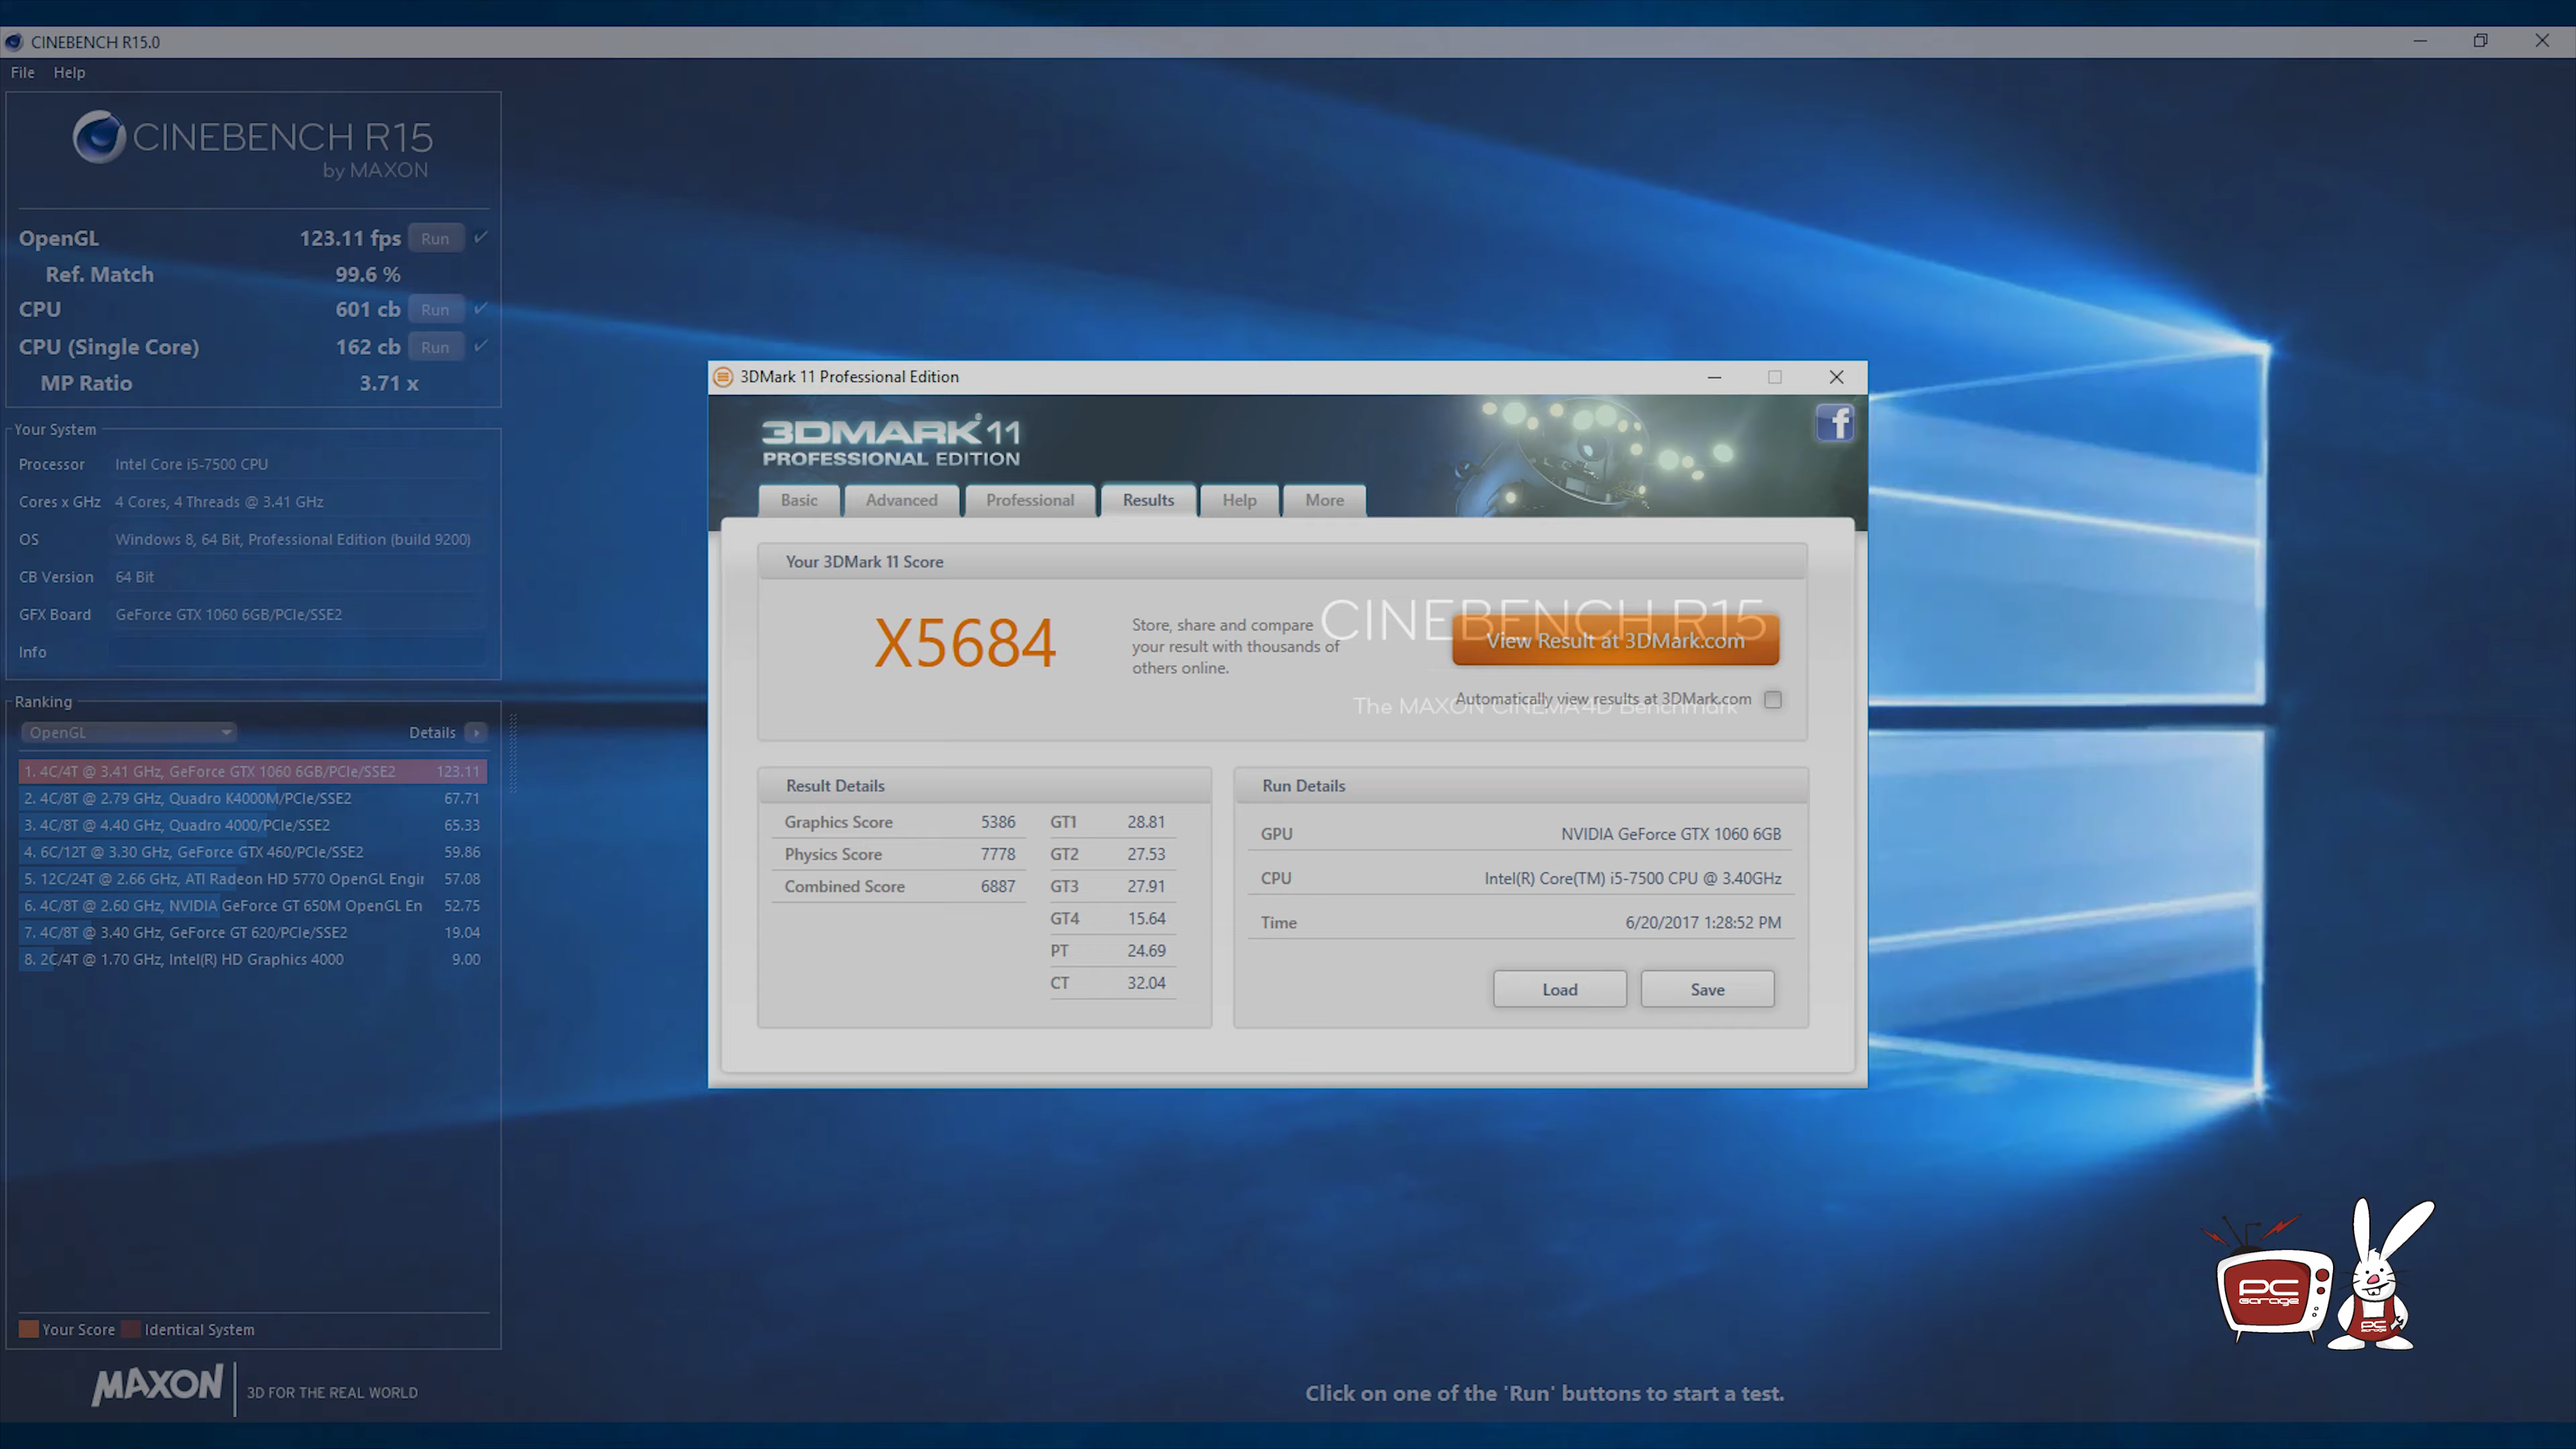 CINEBENCH R15.0
File Help
CINEBENCH R15
by MAXON
OpenGL 123.11 fps Run
Ref. Match 99.6 %
CPU 601 cb Run
CPU (Single Core) 162 cb Run
MP Ratio 3.71 x
Your System
Processor Intel Core i5-7500 CPU
Cores x GHz 4 Cores, 4 Threads @ 3.41 GHz
OS Windows 8, 64 Bit, Professional Edition (build 9200)
CB Version 64 Bit
GFX Board GeForce GTX 1060 6GB/PCIe/SSE2
Info
Ranking
OpenGL Details
1. 4C/4T @ 3.41 GHz, GeForce GTX 1060 6GB/PCIe/SSE2 123.11
2. 4C/8T @ 2.79 GHz, Quadro K4000M/PCIe/SSE2 67.71
3. 4C/8T @ 4.40 GHz, Quadro 4000/PCIe/SSE2 65.33
4. 6C/12T @ 3.30 GHz, GeForce GTX 460/PCIe/SSE2 59.86
5. 12C/24T @ 2.66 GHz, ATI Radeon HD 5770 OpenGL Engir 57.08
6. 4C/8T @ 2.60 GHz, NVIDIA GeForce GT 650M OpenGL En 52.75
7. 4C/8T @ 3.40 GHz, GeForce GT 620/PCIe/SSE2 19.04
8. 2C/4T @ 1.70 GHz, Intel(R) HD Graphics 4000 9.00
Your Score Identical System
MAXON 3D FOR THE REAL WORLD
3DMark 11 Professional Edition
3DMARK® 11
PROFESSIONAL EDITION
f
Basic Advanced Professional Results Help More
Your 3DMark 11 Score
X5684
Store, share and compare
your result with thousands of
others online.
CINEBENCH R15
View Result at 3DMark.com
Automatically view results at 3DMark.com
The MAXON CINEMA4D Benchmark
Result Details
Graphics Score 5386
Physics Score 7778
Combined Score 6887
GT1 28.81
GT2 27.53
GT3 27.91
GT4 15.64
PT 24.69
CT 32.04
Run Details
GPU NVIDIA GeForce GTX 1060 6GB
CPU Intel(R) Core(TM) i5-7500 CPU @ 3.40GHz
Time 6/20/2017 1:28:52 PM
Load Save
Click on one of the 'Run' buttons to start a test.
PC
Garage
PC
Garage